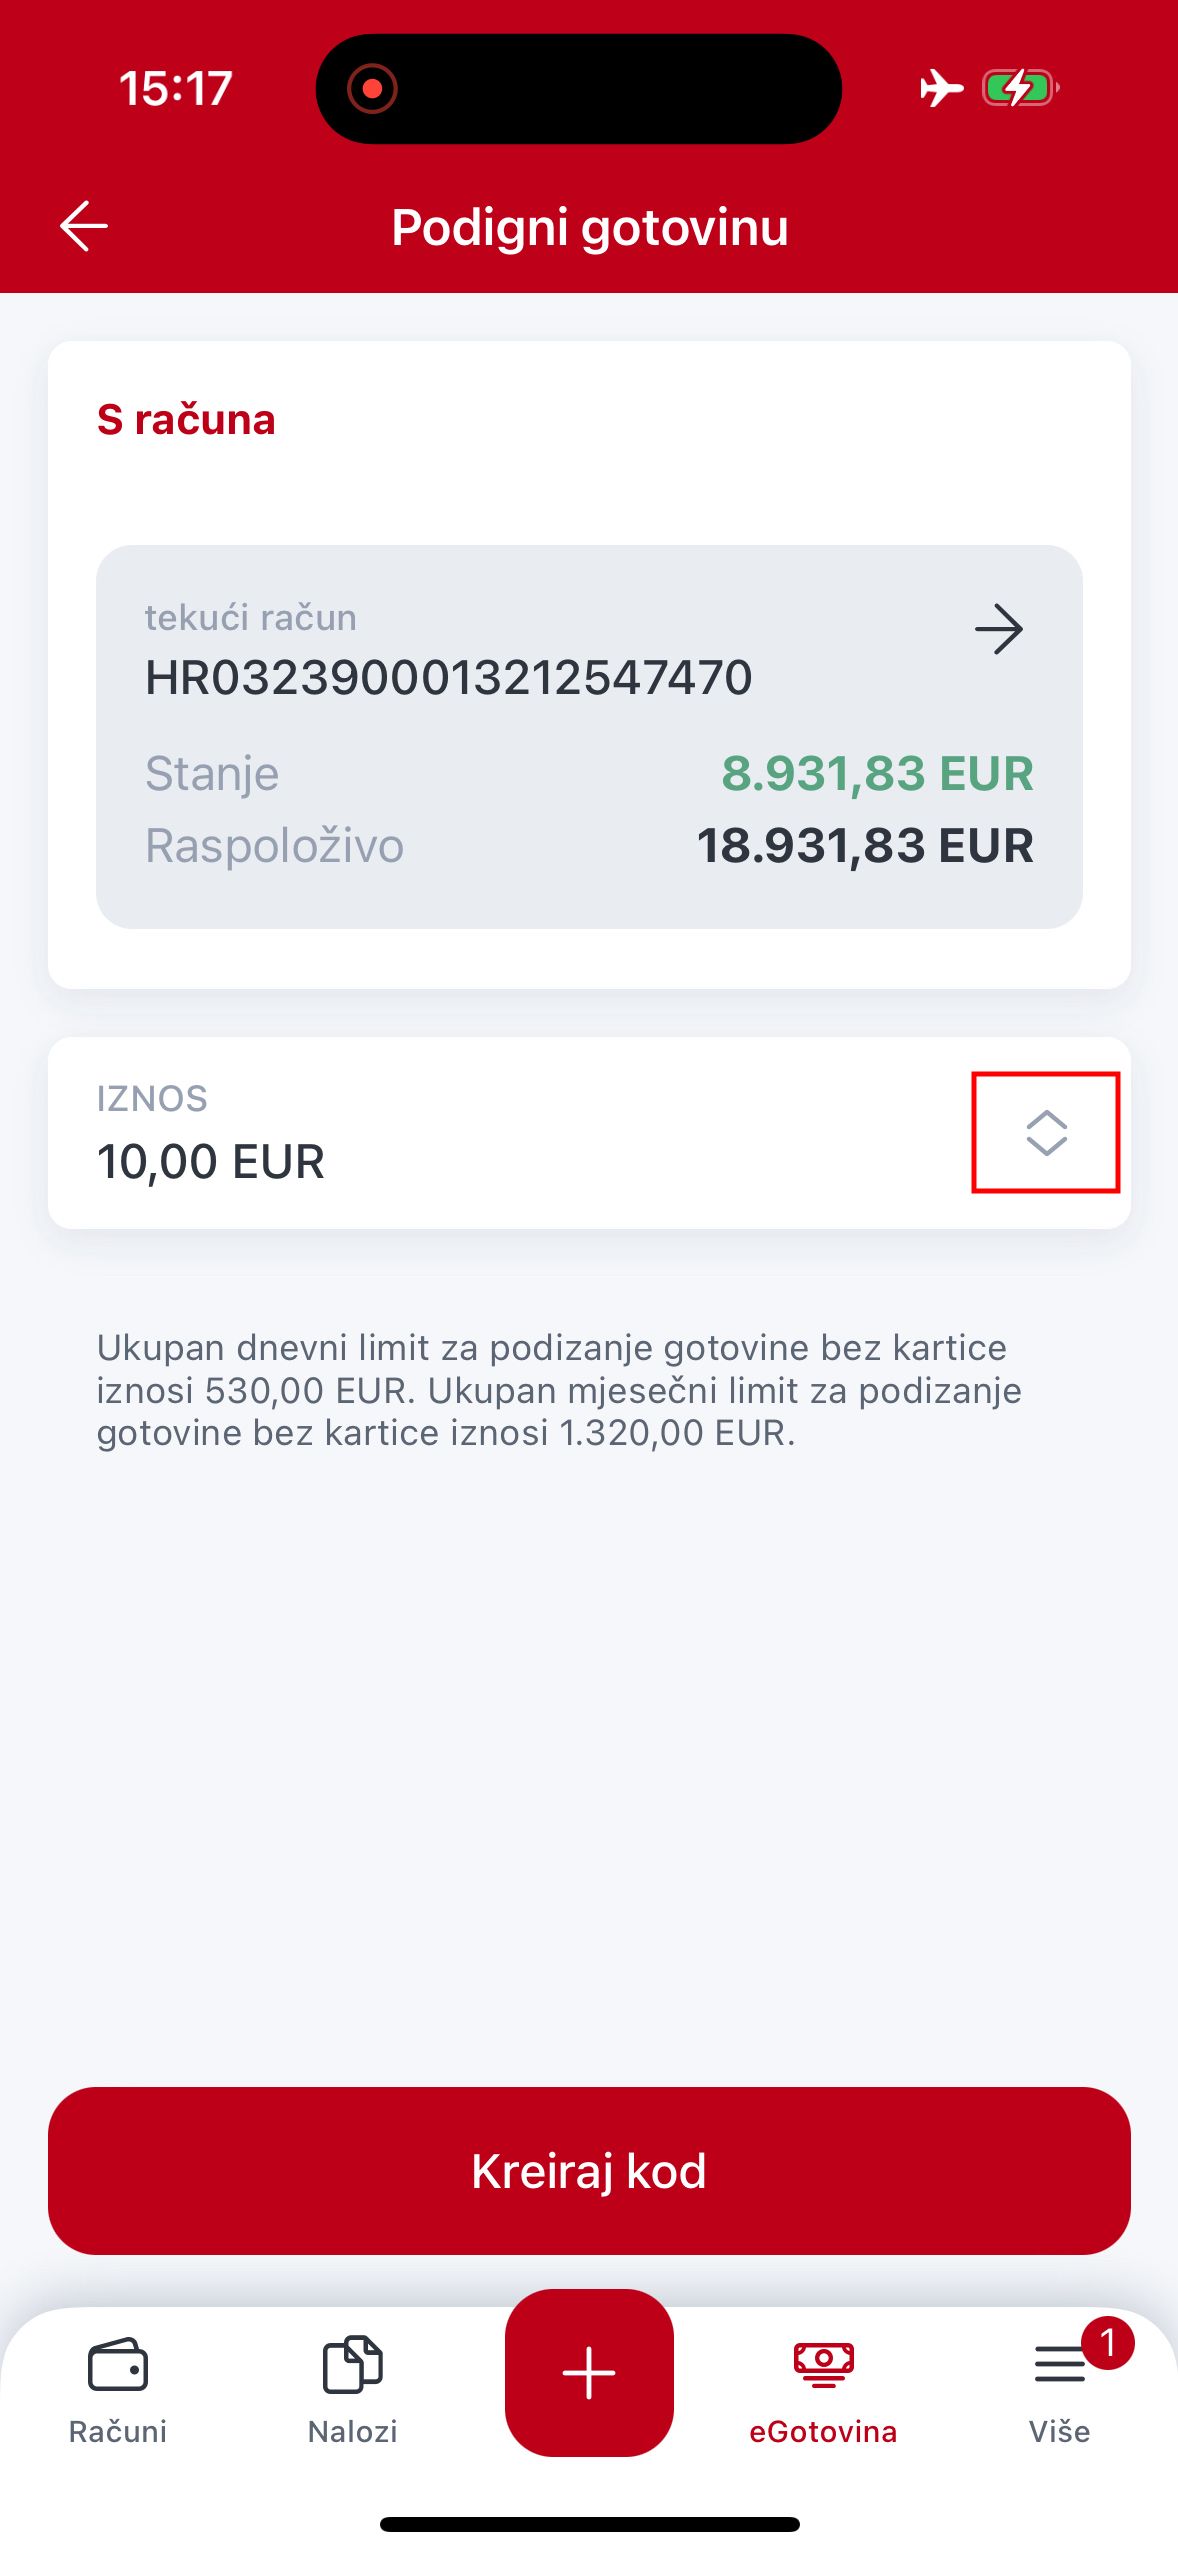 15:17
Podigni gotovinu
S računa
tekući račun
HR0323900013212547470
Stanje 8.931,83 EUR
Raspoloživo 18.931,83 EUR
IZNOS
10,00 EUR
Ukupan dnevni limit za podizanje gotovine bez kartice
iznosi 530,00 EUR. Ukupan mjesečni limit za podizanje
gotovine bez kartice iznosi 1.320,00 EUR.
Kreiraj kod
1
Računi Nalozi eGotovina Više